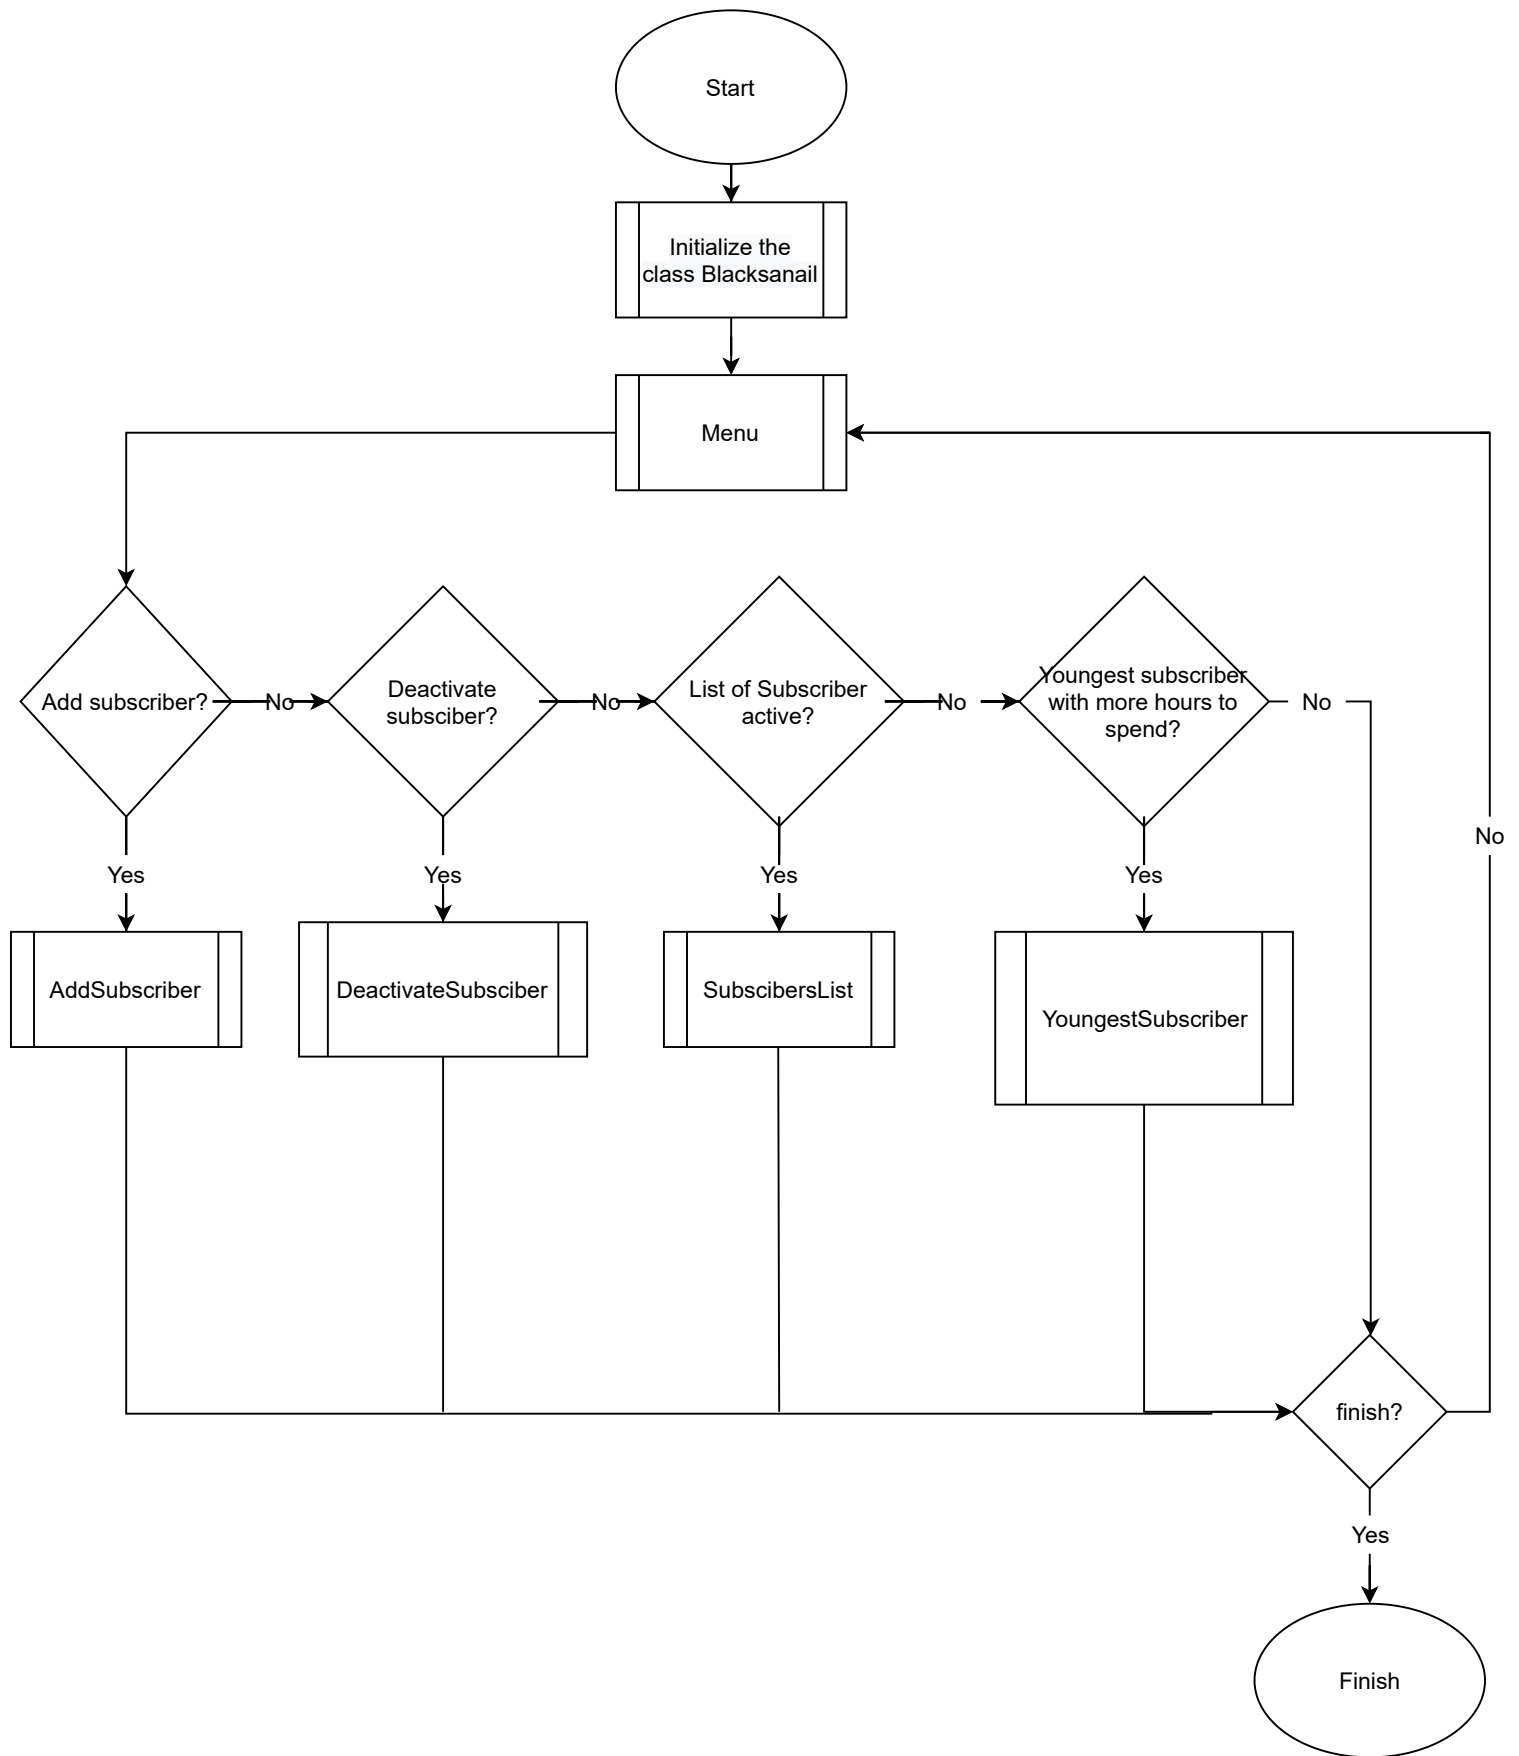 Start
Initialize the
class Blacksanail
Menu
Add subscriber?
No
Deactivate
subsciber?
No
List of Subscriber
active?
No
Youngest subscriber
with more hours to
spend?
No
No
Yes
Yes
Yes
Yes
AddSubscriber
DeactivateSubsciber
SubscibersList
YoungestSubscriber
finish?
Yes
Finish